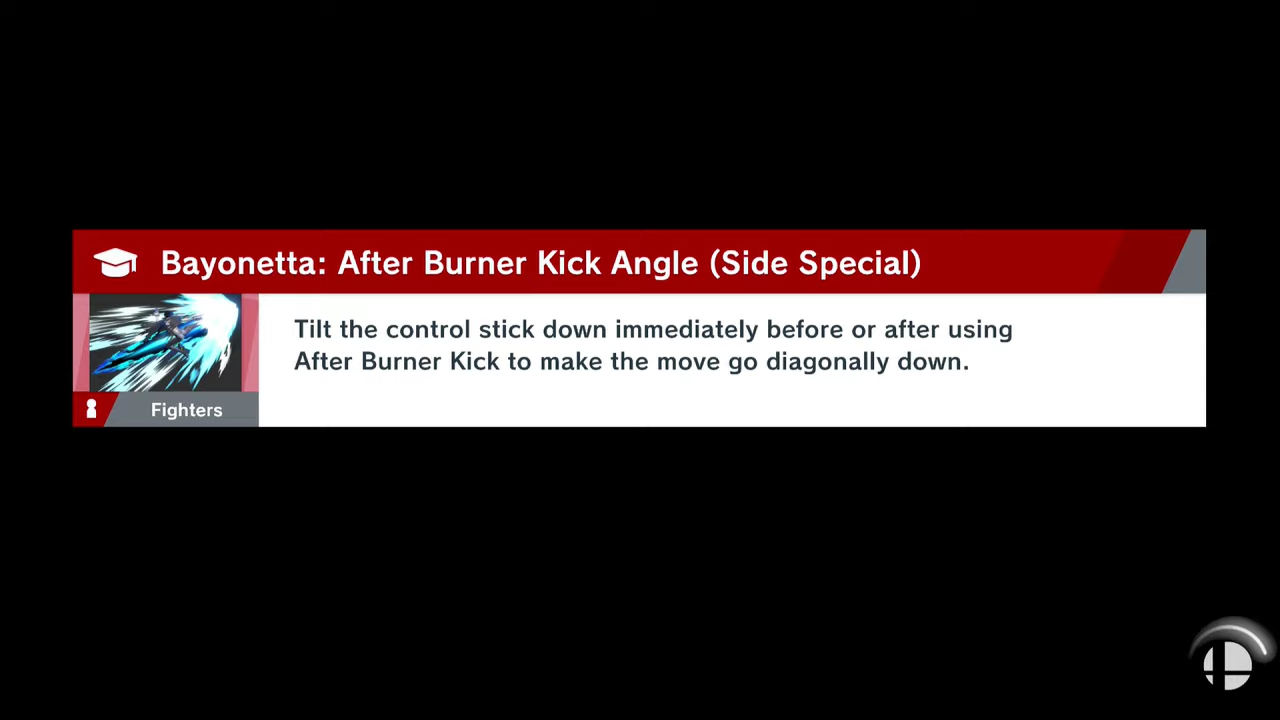 Bayonetta: After Burner Kick Angle (Side Special)
Tilt the control stick down immediately before or after using
After Burner Kick to make the move go diagonally down.
Fighters